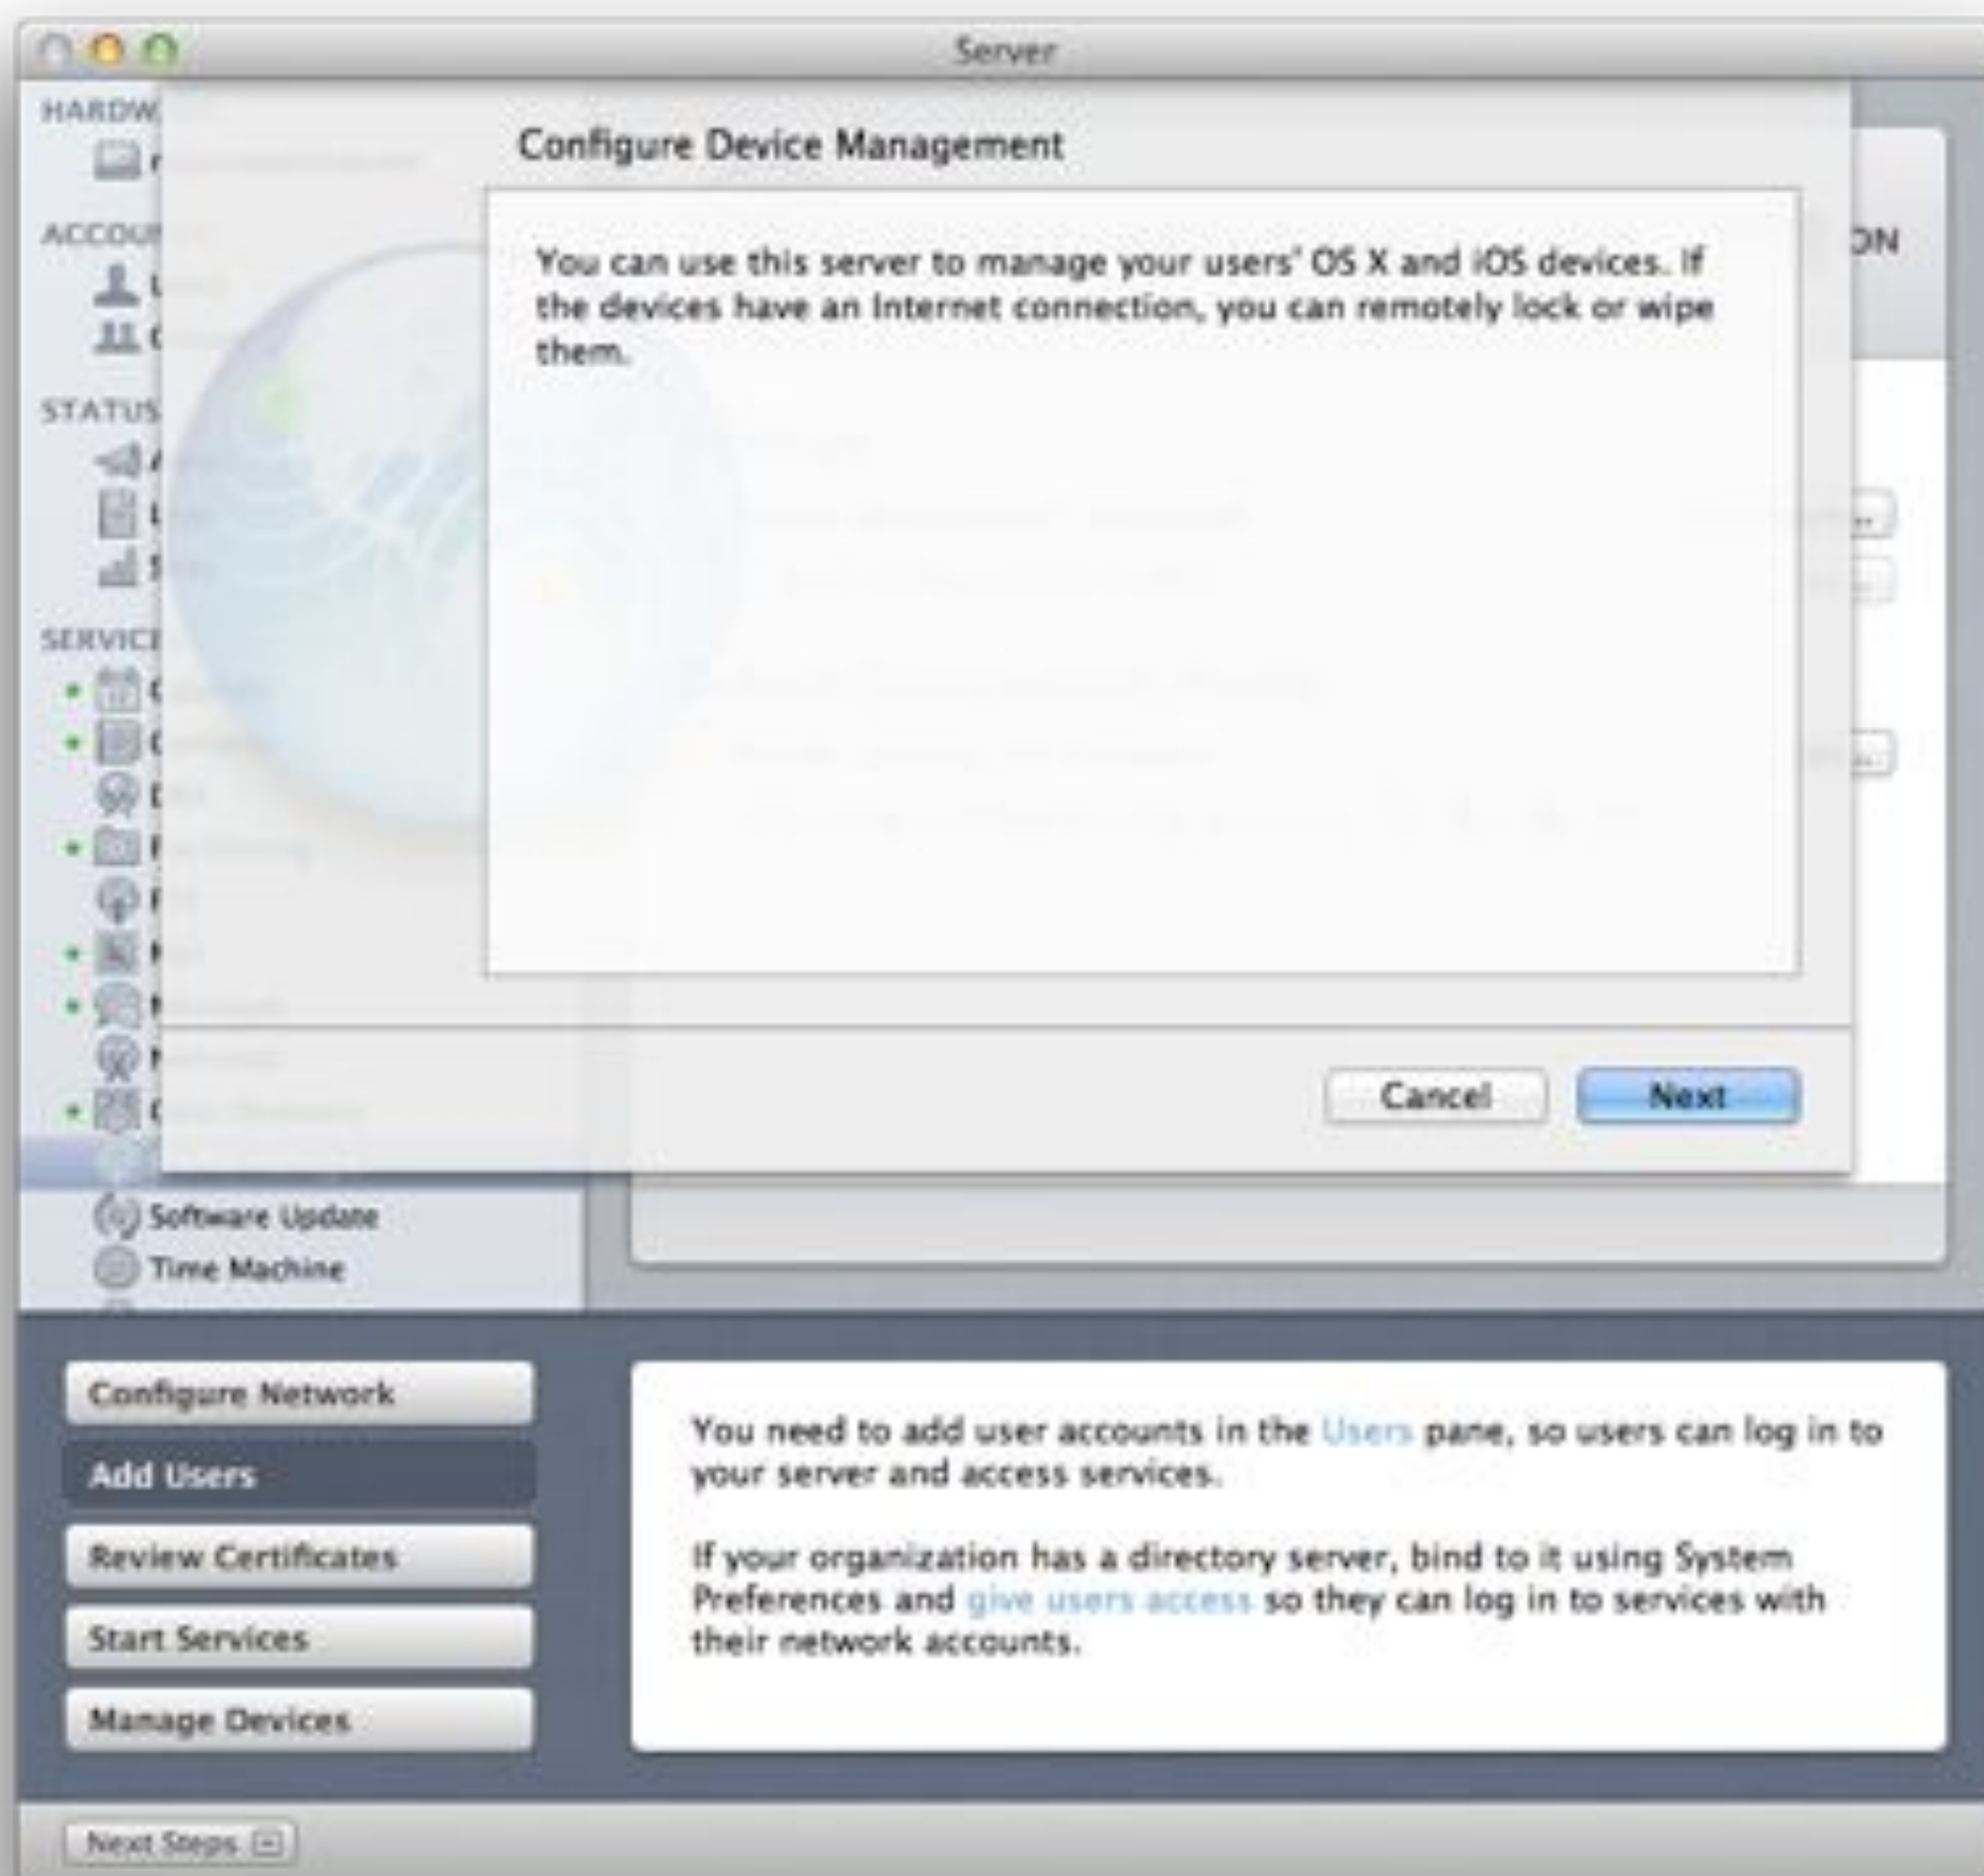 Server
HARDW
ACCOU
STATUS
SERVICE
Configure Device Management
You can use this server to manage your users' OS X and iOS devices. If
the devices have an Internet connection, you can remotely lock or wipe
them.
ON
Cancel
Next
Software Update
Time Machine
Configure Network
Add Users
Review Certificates
Start Services
Manage Devices
You need to add user accounts in the Users pane, so users can log in to
your server and access services.
If your organization has a directory server, bind to it using System
Preferences and give users access so they can log in to services with
their network accounts.
Next Steps